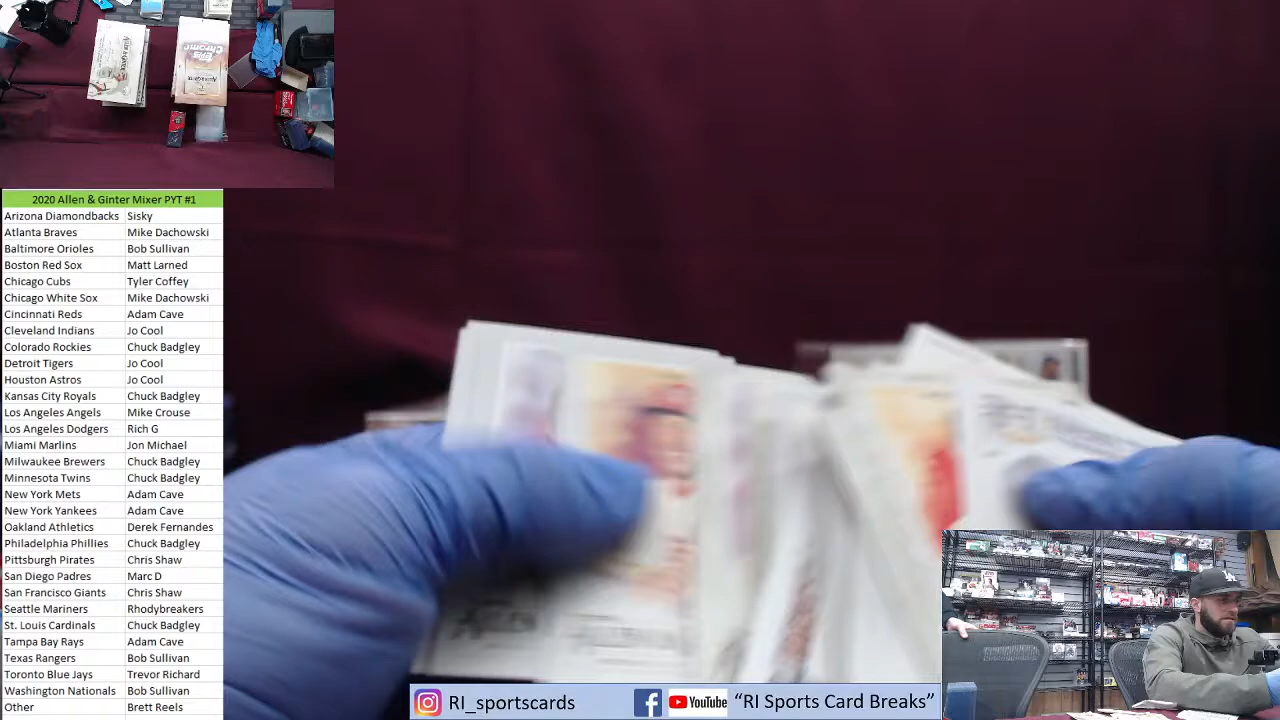 2020 Allen & Ginter Mixer PYT #1
Arizona Diamondbacks Sisky
Atlanta Braves Mike Dachowski
Baltimore Orioles Bob Sullivan
Boston Red Sox Matt Larned
Chicago Cubs Tyler Coffey
Chicago White Sox Mike Dachowski
Cincinnati Reds Adam Cave
Cleveland Indians Jo Cool
Colorado Rockies Chuck Badgley
Detroit Tigers Jo Cool
Houston Astros Jo Cool
Kansas City Royals Chuck Badgley
Los Angeles Angels Mike Crouse
Los Angeles Dodgers Rich G
Miami Marlins Jon Michael
Milwaukee Brewers Chuck Badgley
Minnesota Twins Chuck Badgley
New York Mets Adam Cave
New York Yankees Adam Cave
Oakland Athletics Derek Fernandes
Philadelphia Phillies Chuck Badgley
Pittsburgh Pirates Chris Shaw
San Diego Padres Marc D
San Francisco Giants Chris Shaw
Seattle Mariners Rhodybreakers
St. Louis Cardinals Chuck Badgley
Tampa Bay Rays Adam Cave
Texas Rangers Bob Sullivan
Toronto Blue Jays Trevor Richard
Washington Nationals Bob Sullivan
Other Brett Reels
RI_sportscards YouTube “RI Sports Card Breaks”